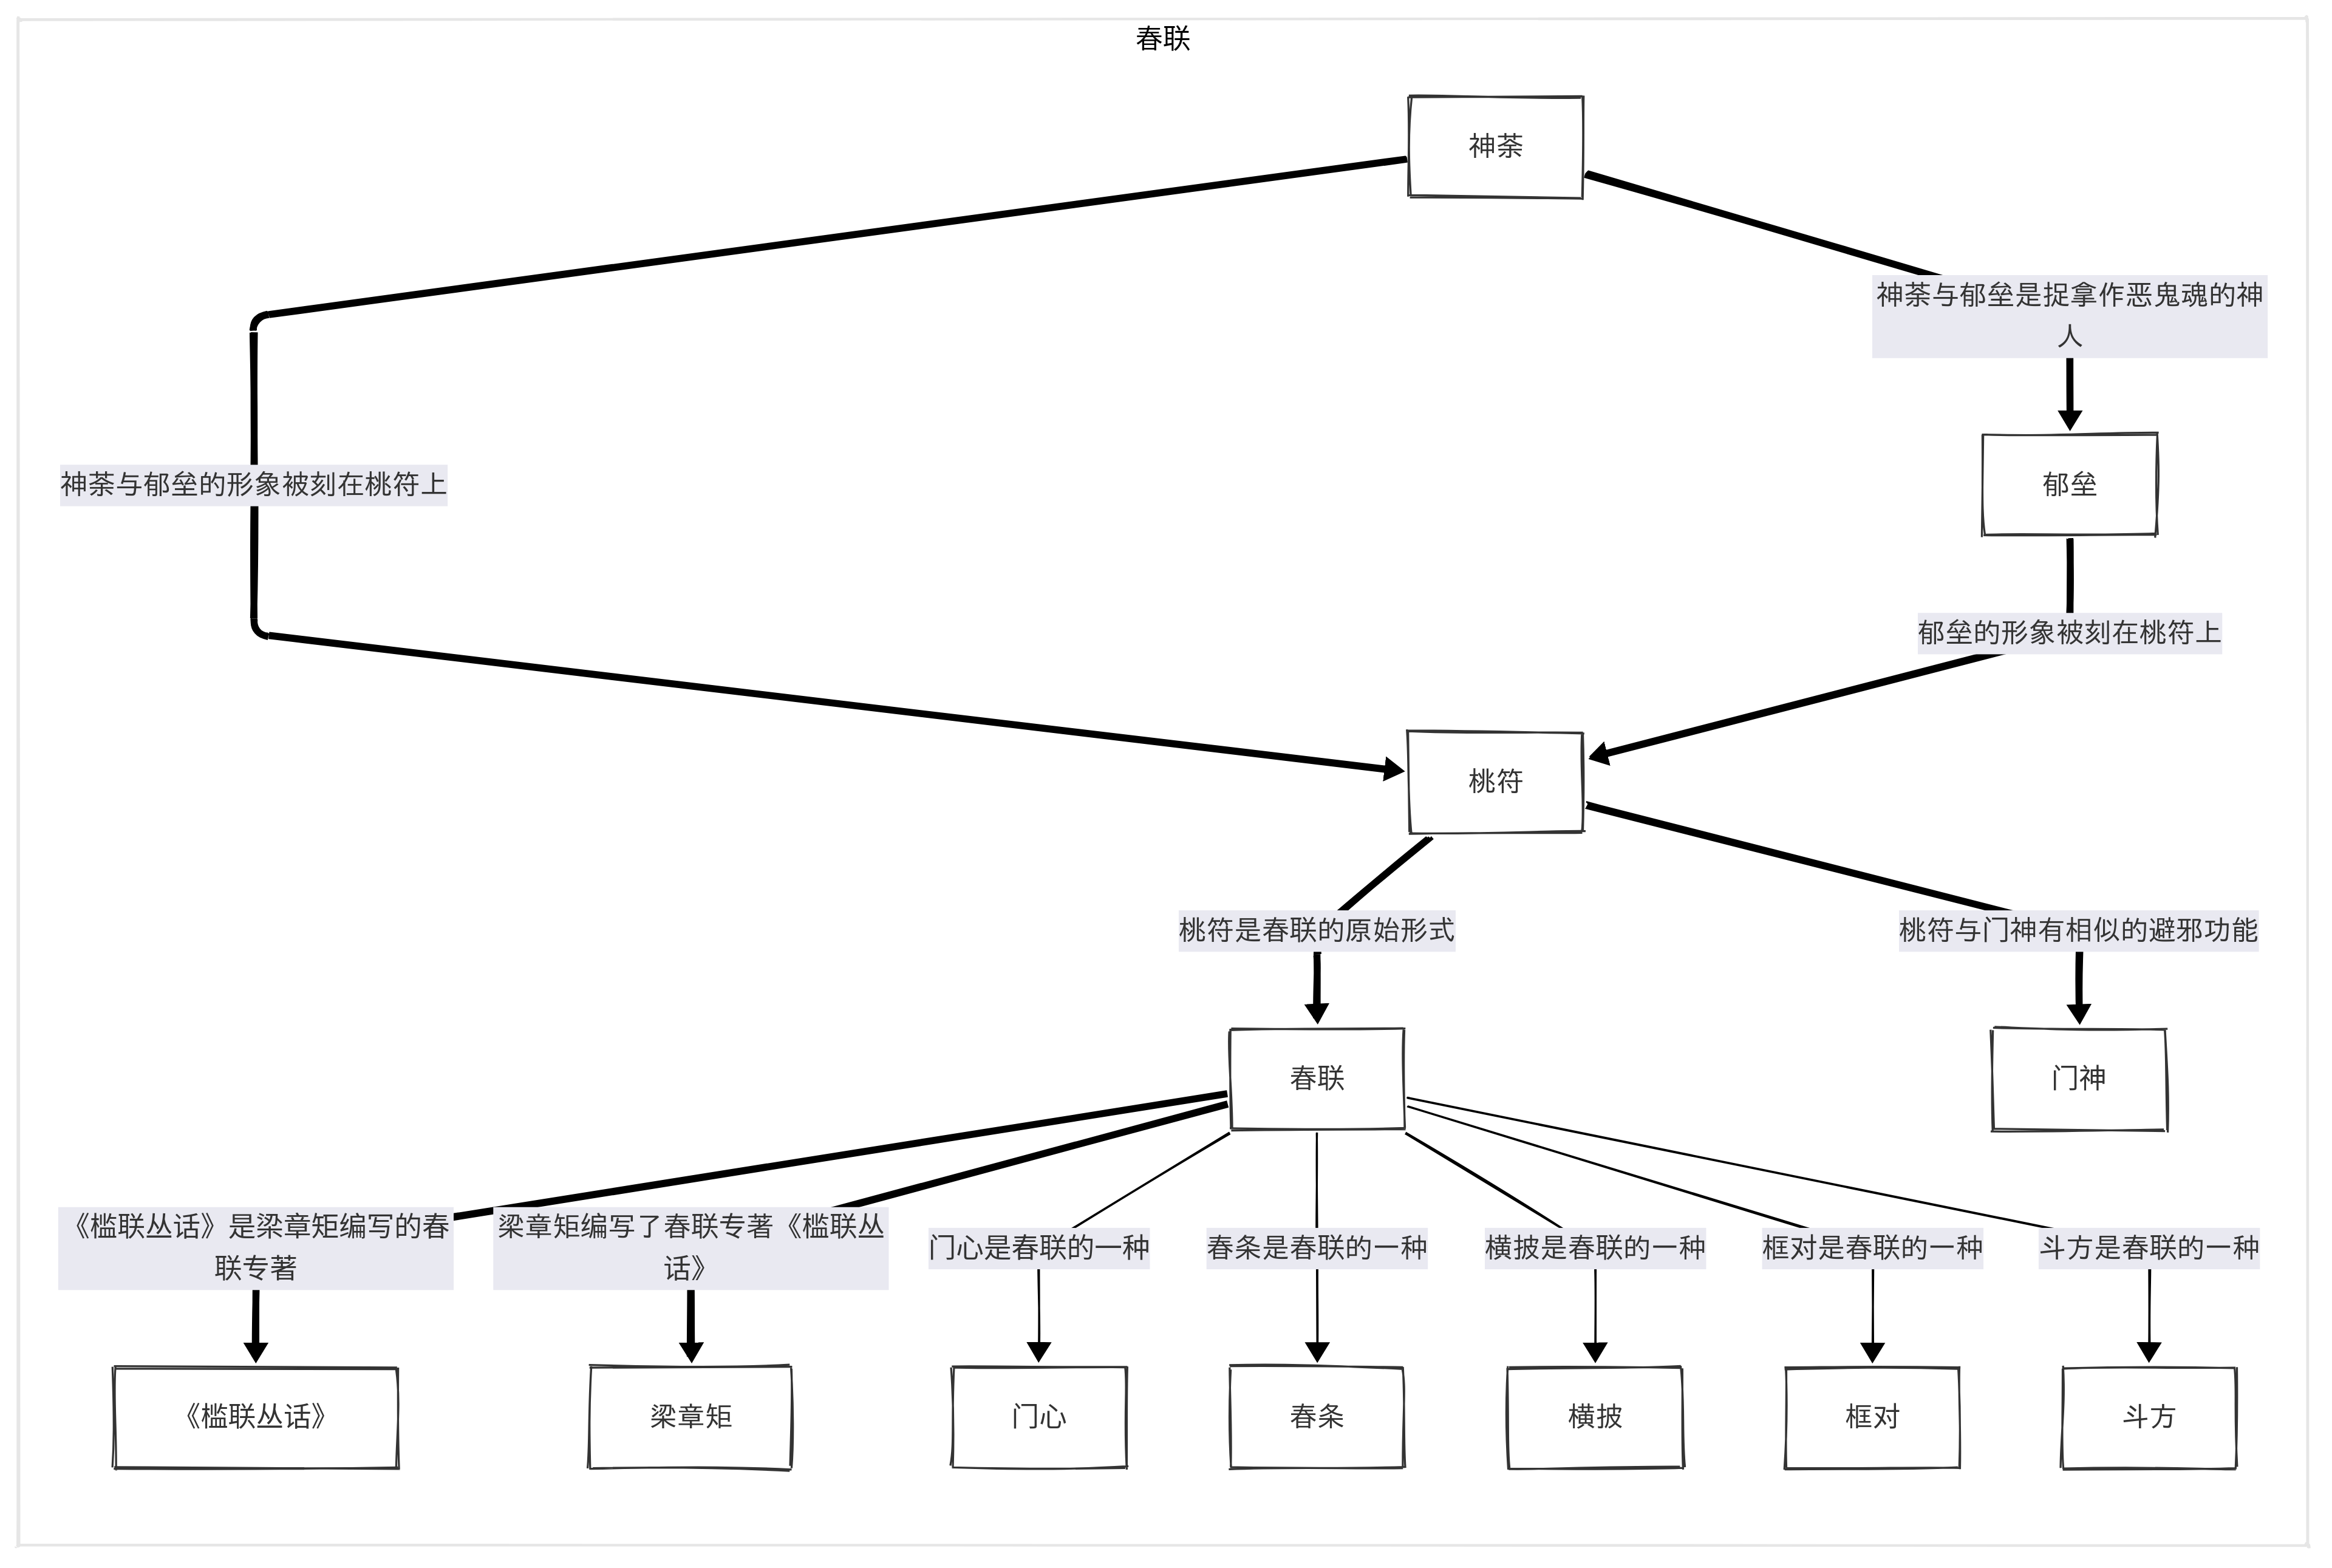 春联
神荼
神荼与郁垒是捉拿作恶鬼魂的神
人
神荼与郁垒的形象被刻在桃符上
郁垒
郁垒的形象被刻在桃符上
桃符
桃符是春联的原始形式
桃符与门神有相似的避邪功能
春联
门神
《槛联丛话》是梁章矩编写的春
联专著
梁章矩编写了春联专著《槛联丛
话》
门心是春联的一种
春条是春联的一种
横披是春联的一种
框对是春联的一种
斗方是春联的一种
《槛联丛话》
梁章矩
门心
春条
横披
框对
斗方